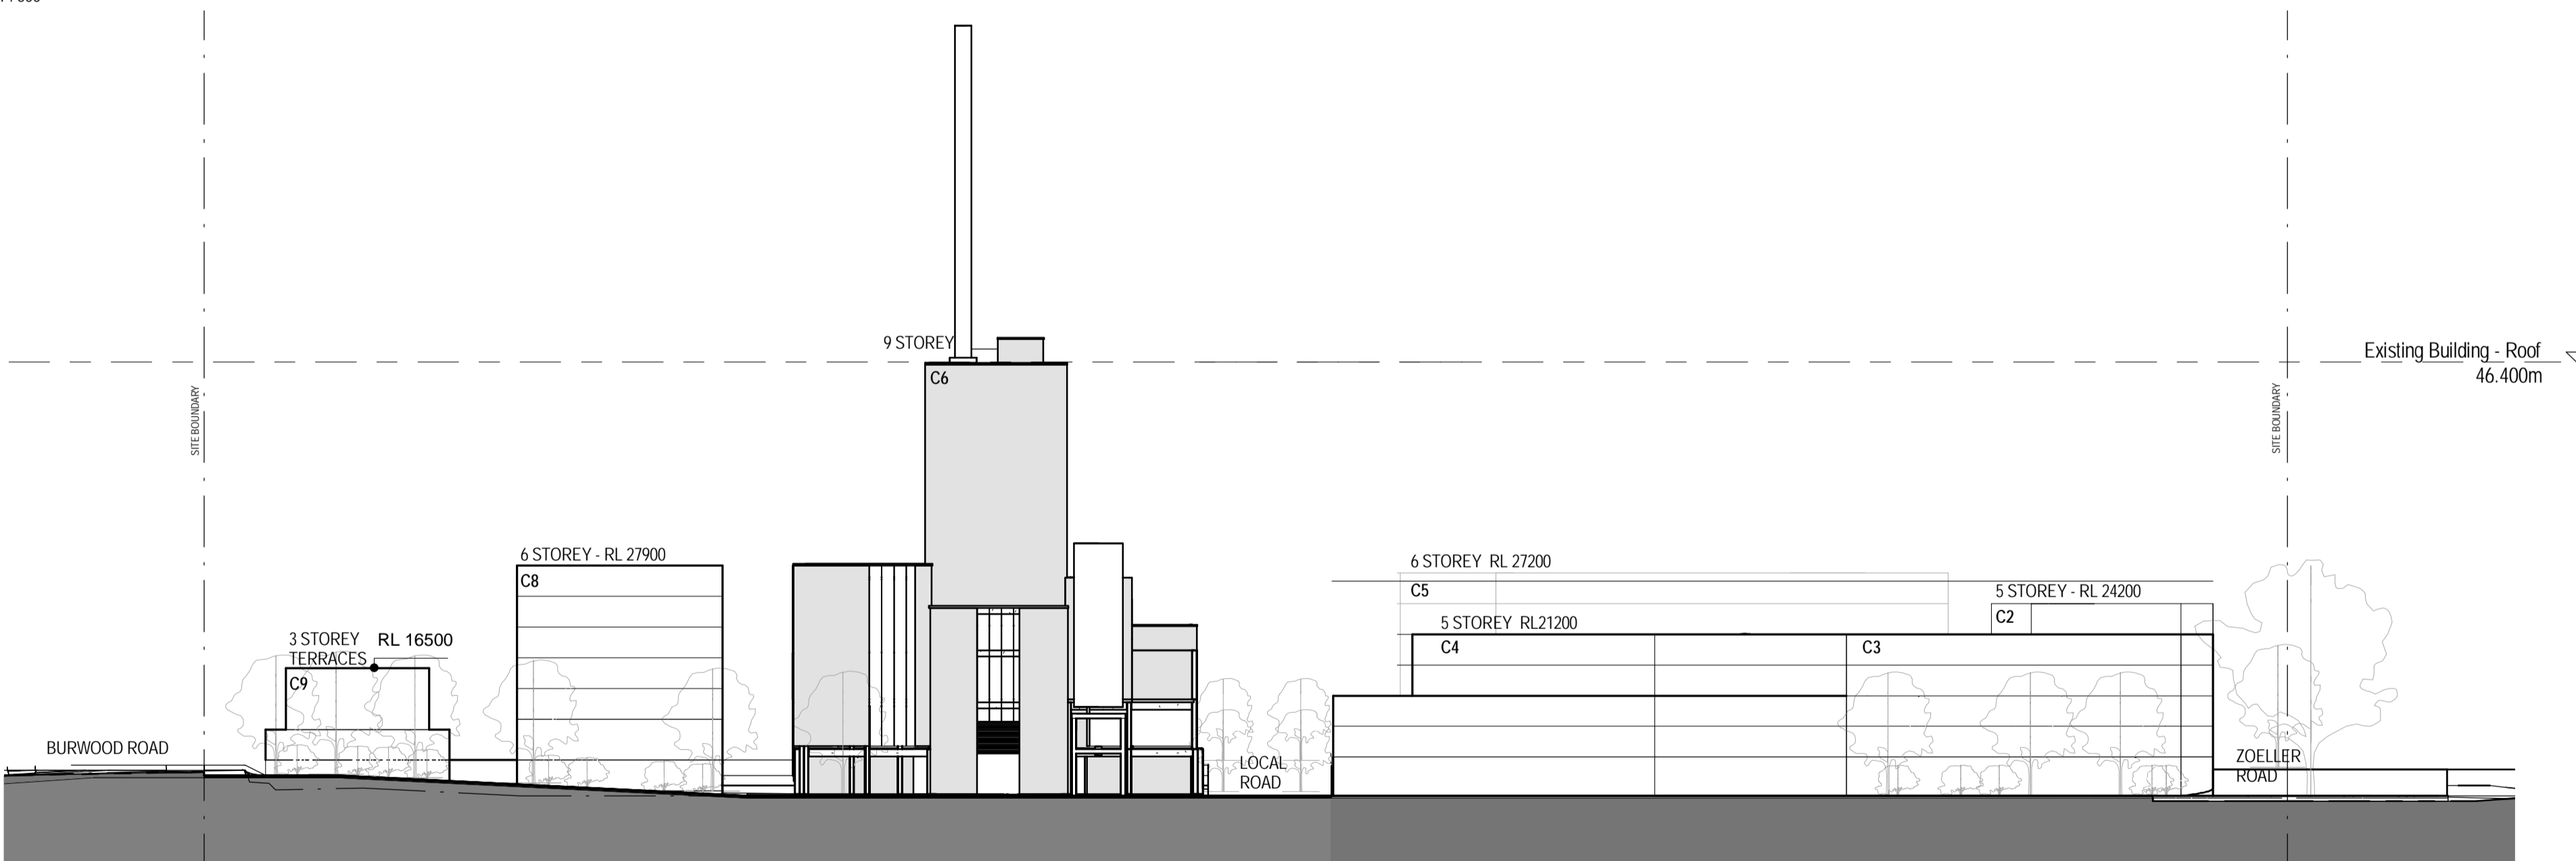 9 STOREY
Existing Building - Roof
46.400m
C6
SITE BOUNDARY
SITE BOUNDARY
6 STOREY - RL 27900
C8
6 STOREY RL 27200
C5
5 STOREY - RL 24200
C2
3 STOREY
TERRACES
RL 16500
C9
5 STOREY RL21200
C4
C3
BURWOOD ROAD
LOCAL
ROAD
ZOELLER
ROAD